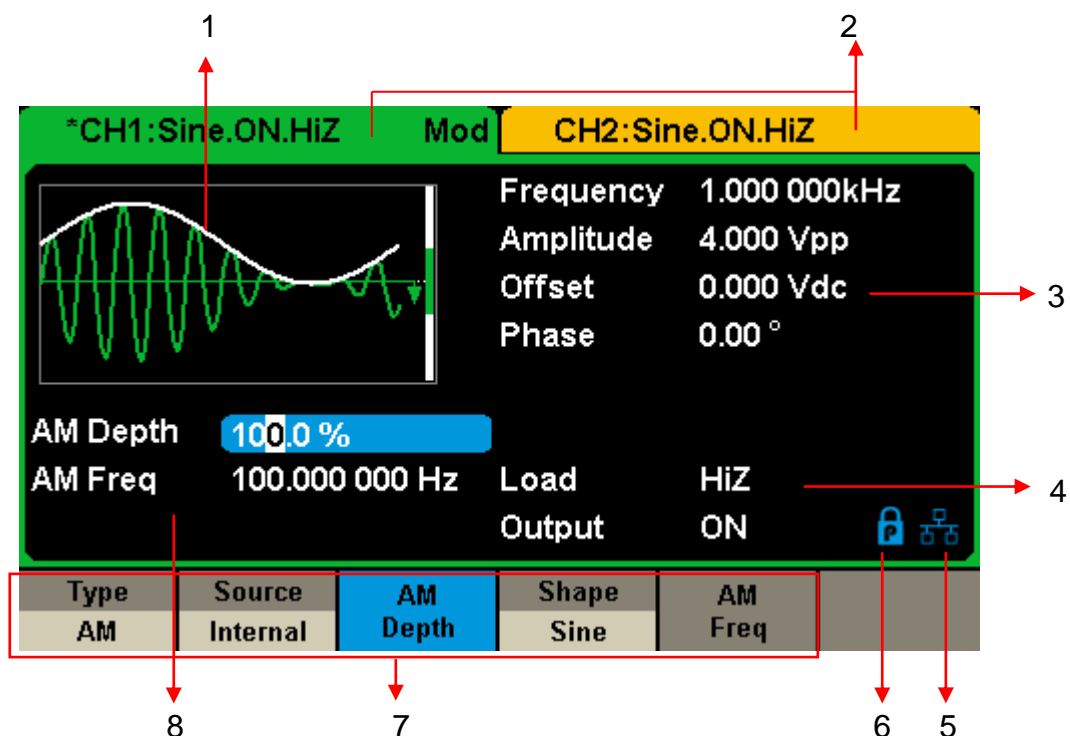 1 2
*CH1:Sine.ON.HiZ Mod CH2:Sine.ON.HiZ
Frequency 1.000 000kHz
Amplitude 4.000 Vpp
Offset 0.000 Vdc
3
Phase 0.00 °
AM Depth 100.0 %
AM Freq 100.000 000 Hz Load HiZ
4
Output ON P
Type Source AM Shape AM
AM Internal Depth Sine Freq
8 7 6 5